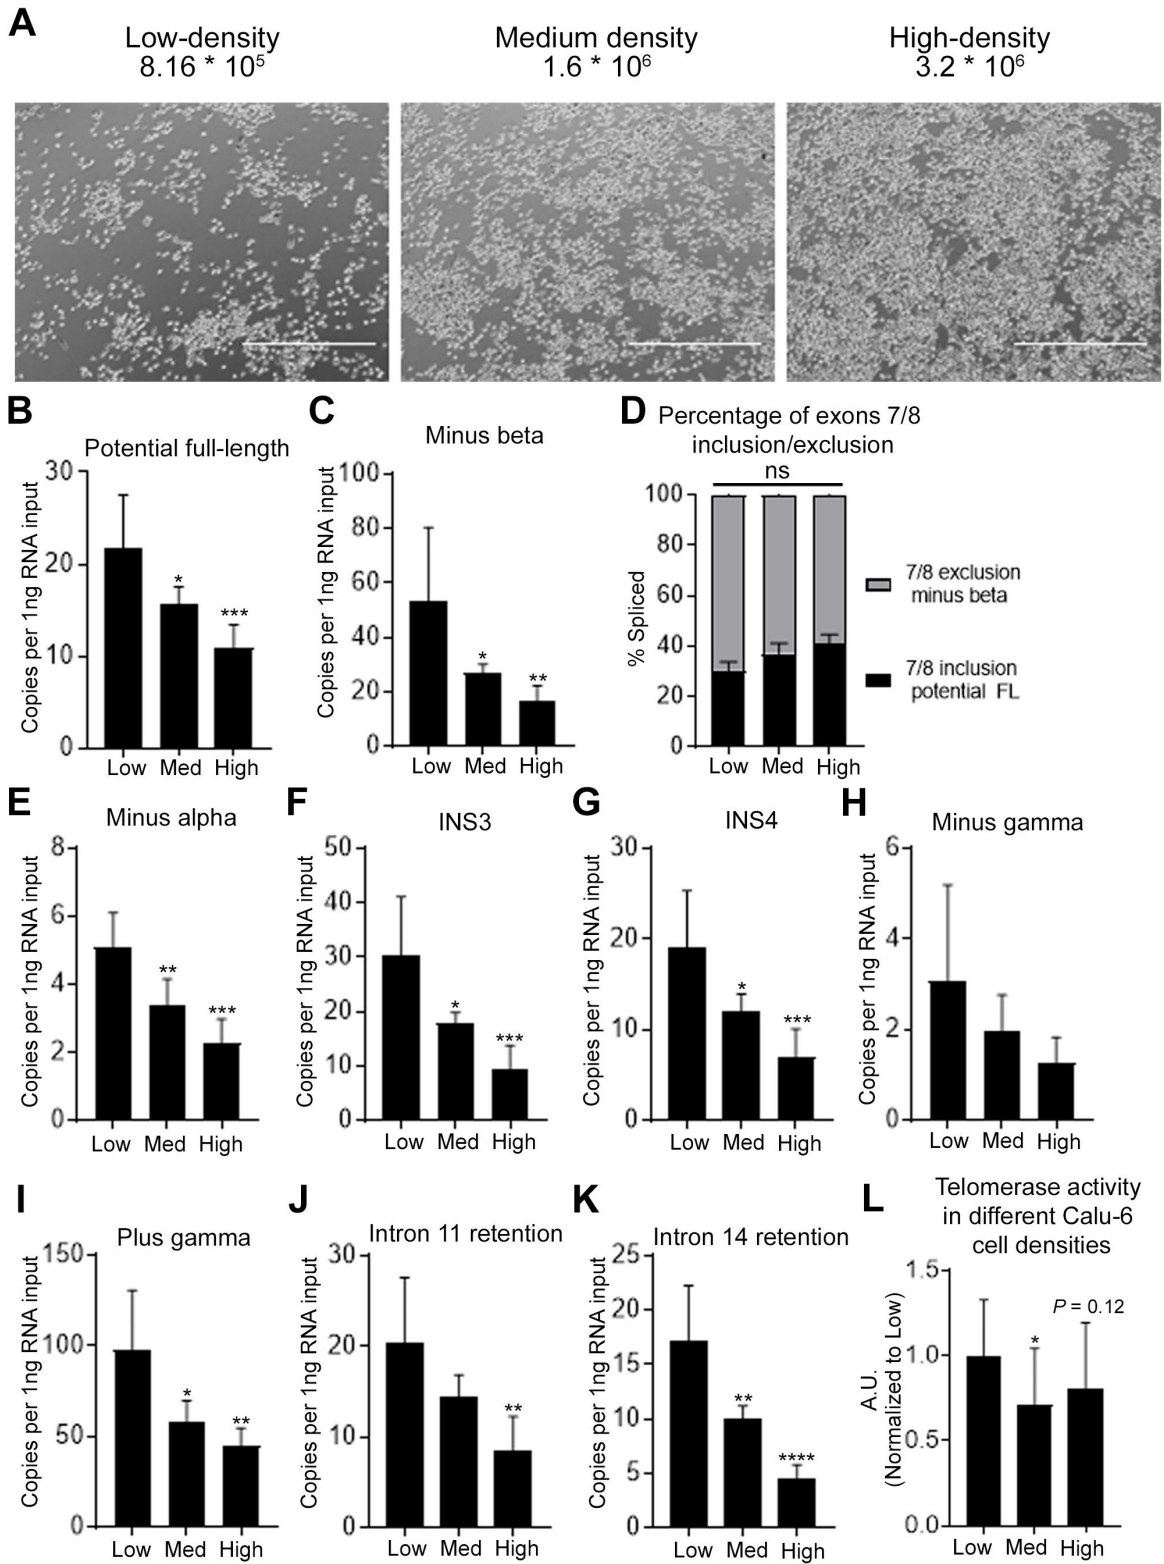 A
Low-density
8.16 * 10⁵
Medium density
1.6 * 10⁶
High-density
3.2 * 10⁶
B
Potential full-length
Copies per 1ng RNA input
30
20
10
0
*
***
Low Med High
C
Minus beta
Copies per 1ng RNA input
100
80
60
40
20
0
*
**
Low Med High
D
Percentage of exons 7/8
inclusion/exclusion
ns
% Spliced
100
80
60
40
20
0
Low Med High
7/8 exclusion
minus beta
7/8 inclusion
potential FL
E
Minus alpha
Copies per 1ng RNA input
8
6
4
2
0
**
***
Low Med High
F
INS3
Copies per 1ng RNA input
50
40
30
20
10
0
*
***
Low Med High
G
INS4
Copies per 1ng RNA input
30
20
10
0
*
***
Low Med High
H
Minus gamma
Copies per 1ng RNA input
6
4
2
0
Low Med High
I
Plus gamma
Copies per 1ng RNA input
150
100
50
0
*
**
Low Med High
J
Intron 11 retention
Copies per 1ng RNA input
30
20
10
0
**
Low Med High
K
Intron 14 retention
Copies per 1ng RNA input
25
20
15
10
5
0
**
****
Low Med High
L
Telomerase activity
in different Calu-6
cell densities
A.U.
(Normalized to Low)
1.5
1.0
0.5
0.0
*
P = 0.12
Low Med High